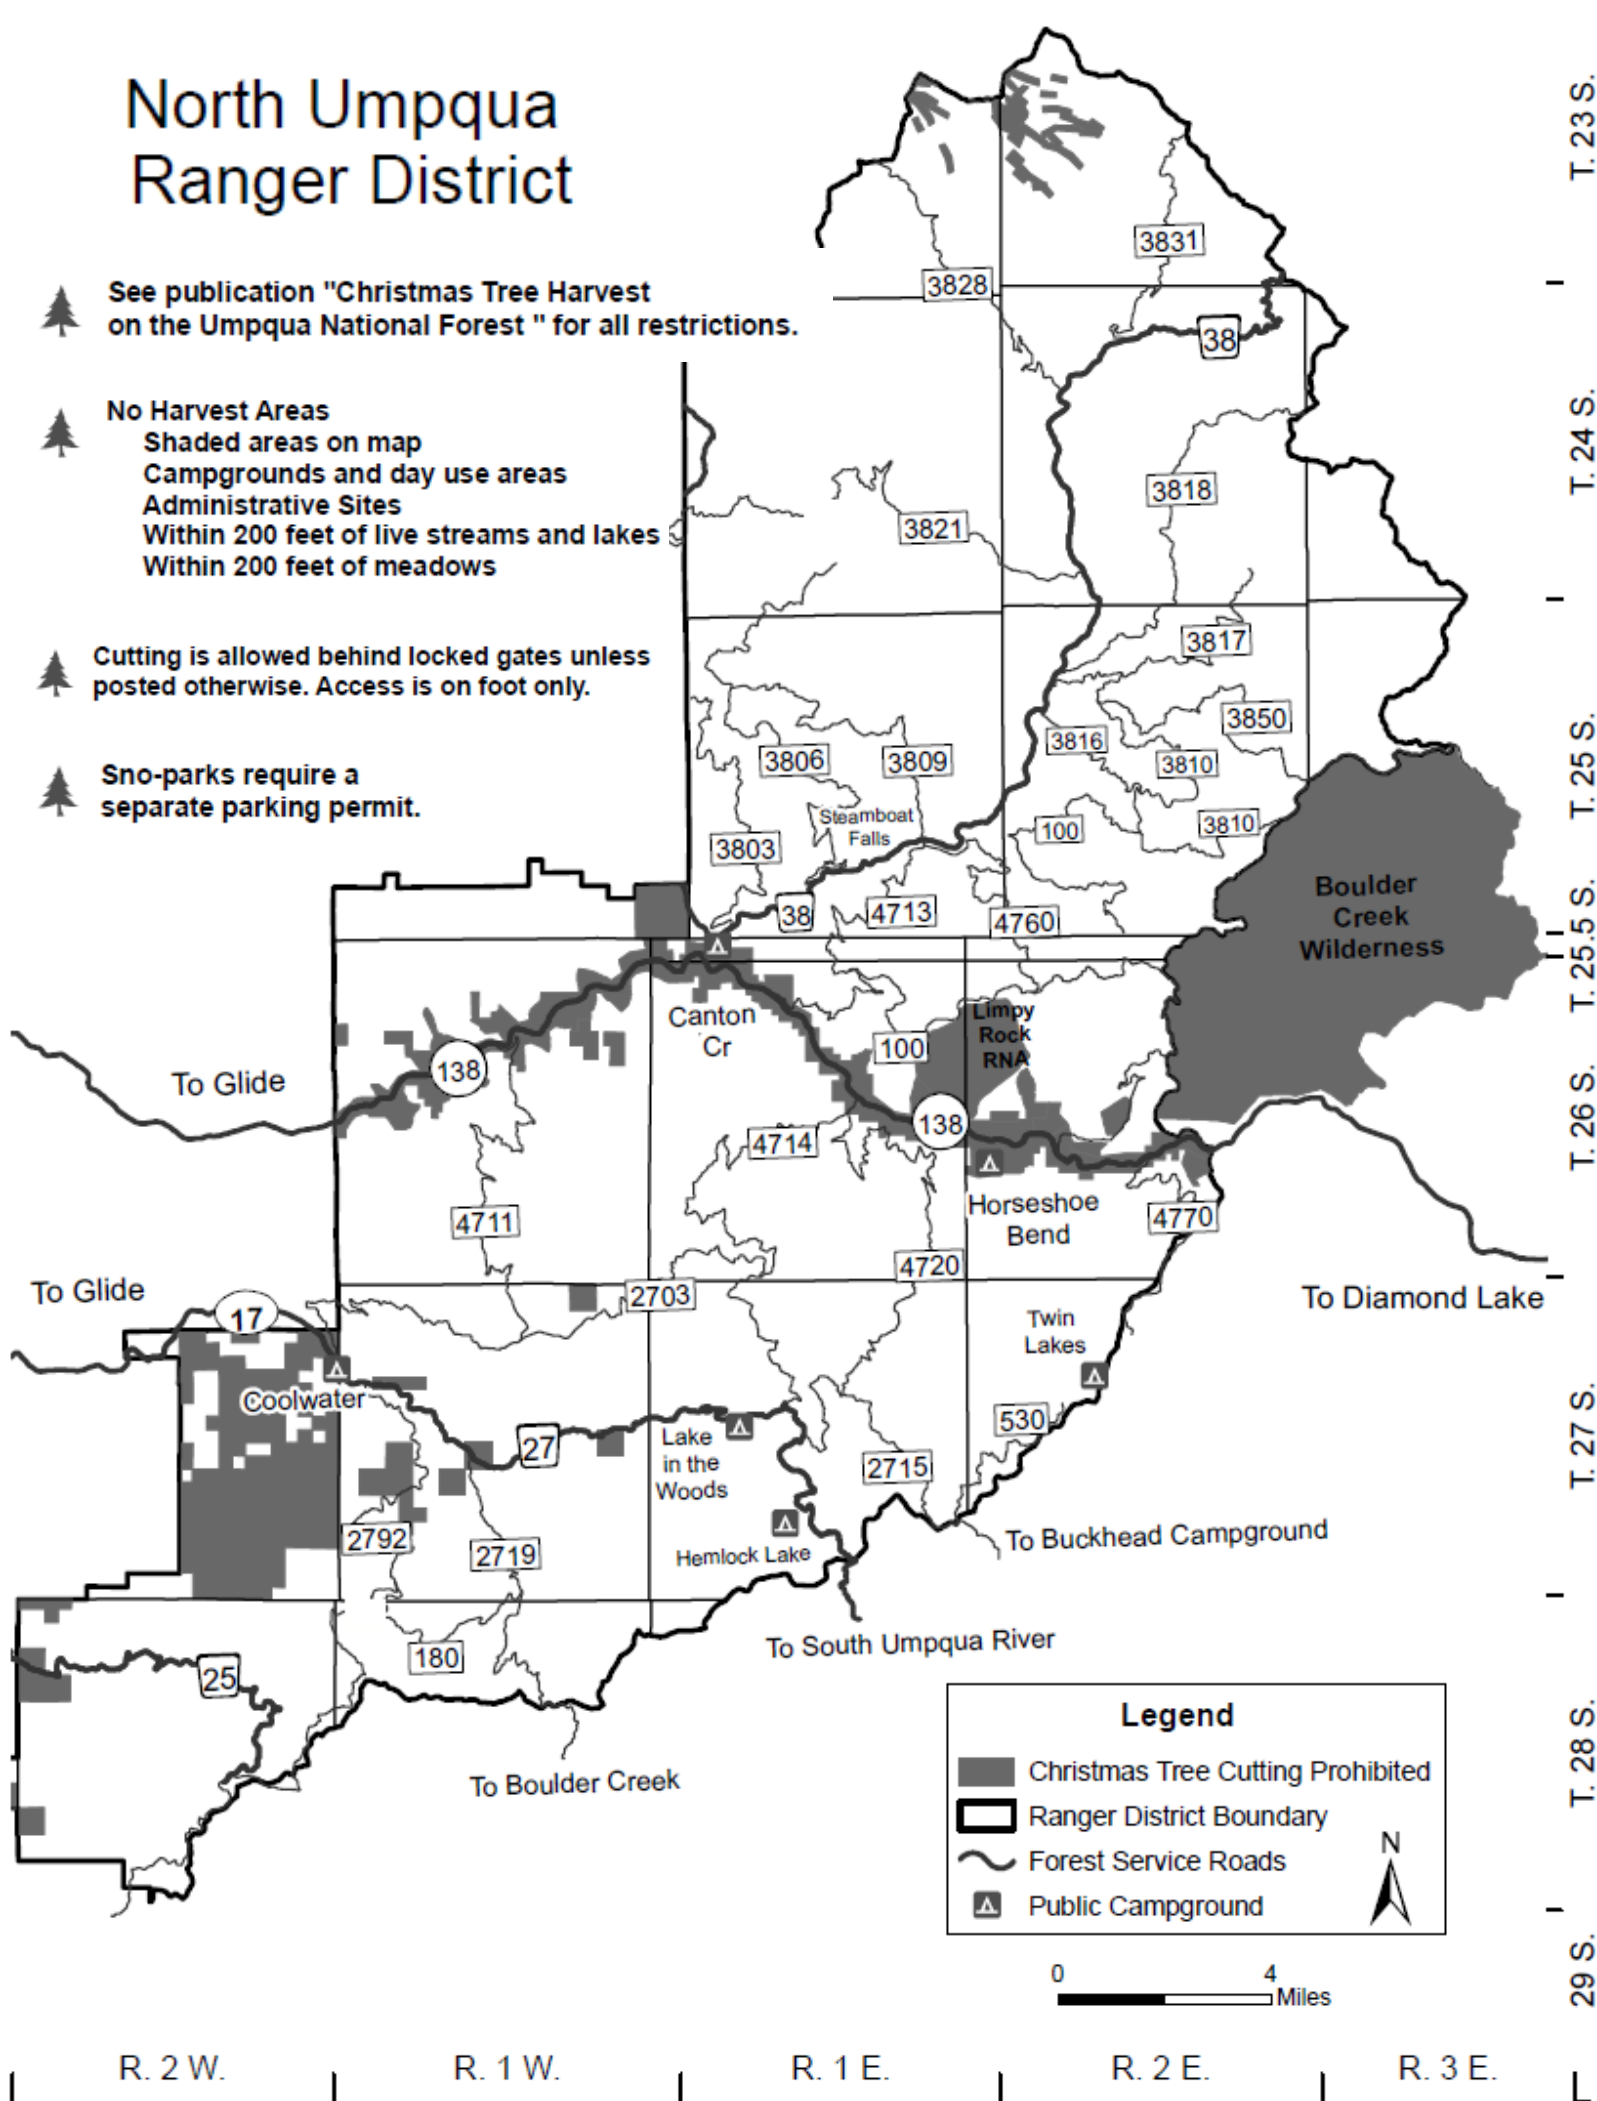 North Umpqua
Ranger District
See publication "Christmas Tree Harvest
on the Umpqua National Forest " for all restrictions.
No Harvest Areas
Shaded areas on map
Campgrounds and day use areas
Administrative Sites
Within 200 feet of live streams and lakes
Within 200 feet of meadows
Cutting is allowed behind locked gates unless
posted otherwise. Access is on foot only.
Sno-parks require a
separate parking permit.
T. 23 S.
3831
3828
38
T. 24 S.
3818
3821
3817
3850
3816
3806
3809
3810
T. 25 S.
Steamboat
Falls
100
3810
3803
Boulder
Creek
Wilderness
38
4713
4760
T. 25.5 S.
Canton
Cr
Limpy
Rock
RNA
100
138
To Glide
138
4714
T. 26 S.
4711
Horseshoe
Bend
4770
4720
To Glide
17
2703
To Diamond Lake
Twin
Lakes
Coolwater
530
27
Lake
in the
Woods
2715
T. 27 S.
2792
2719
Hemlock Lake
To Buckhead Campground
To South Umpqua River
180
25
To Boulder Creek
T. 28 S.
Legend
Christmas Tree Cutting Prohibited
Ranger District Boundary
Forest Service Roads
Public Campground
N
0 4
Miles
29 S.
R. 2 W. R. 1 W. R. 1 E. R. 2 E. R. 3 E.